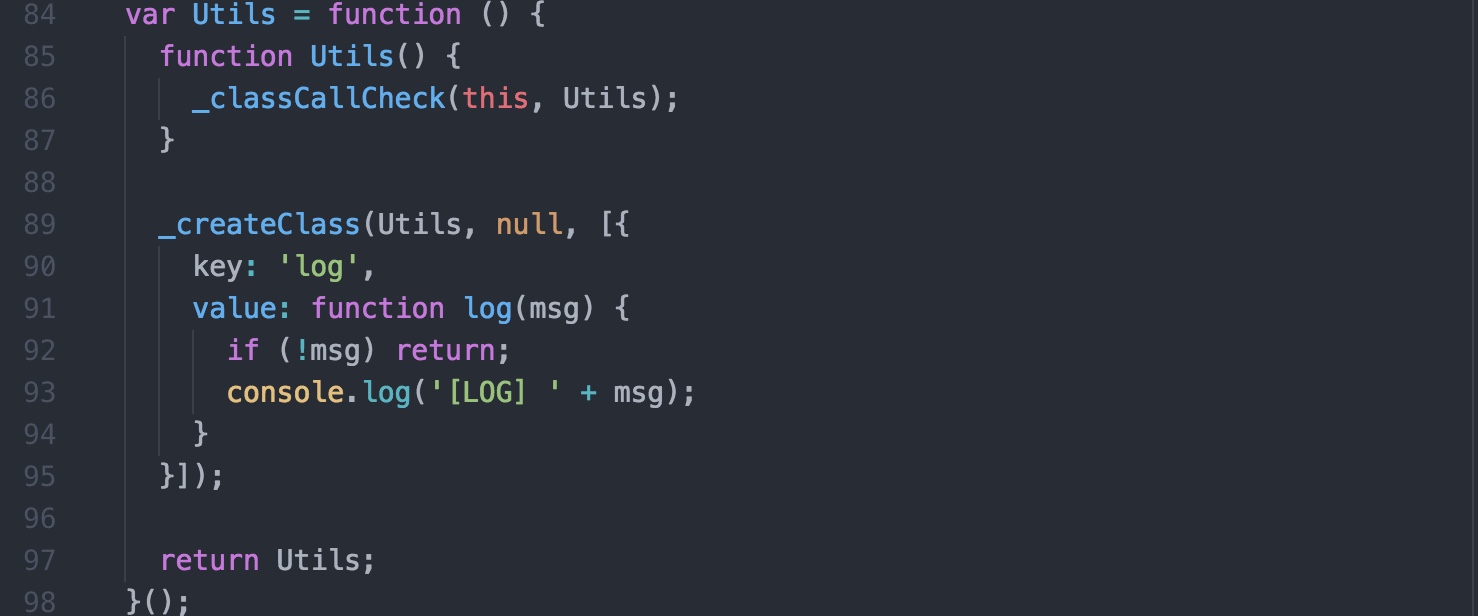 84 var Utils = function () {
85 function Utils() {
86 _classCallCheck(this, Utils);
87 }
88
89 _createClass(Utils, null, [{
90 key: 'log',
91 value: function log(msg) {
92 if (!msg) return;
93 console.log('[LOG] ' + msg);
94 }
95 }]);
96
97 return Utils;
98 }();